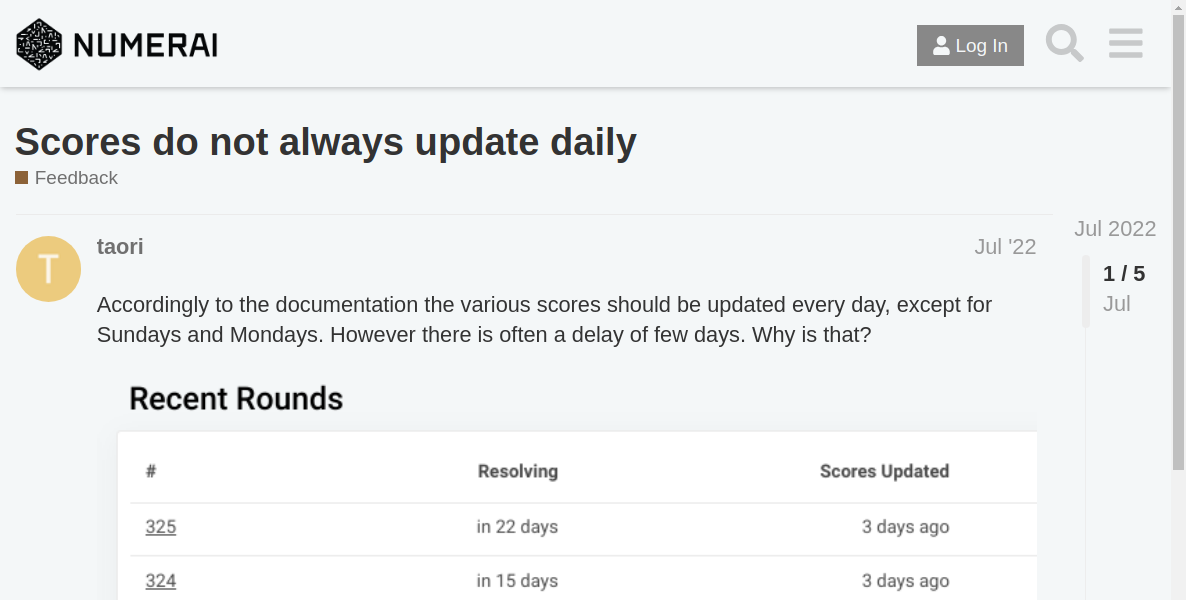 NUMERAI
Log In
Scores do not always update daily
Feedback
Jul 2022
T
taori
Jul '22
1 / 5
Jul
Accordingly to the documentation the various scores should be updated every day, except for
Sundays and Mondays. However there is often a delay of few days. Why is that?
Recent Rounds
# Resolving Scores Updated
325 in 22 days 3 days ago
324 in 15 days 3 days ago